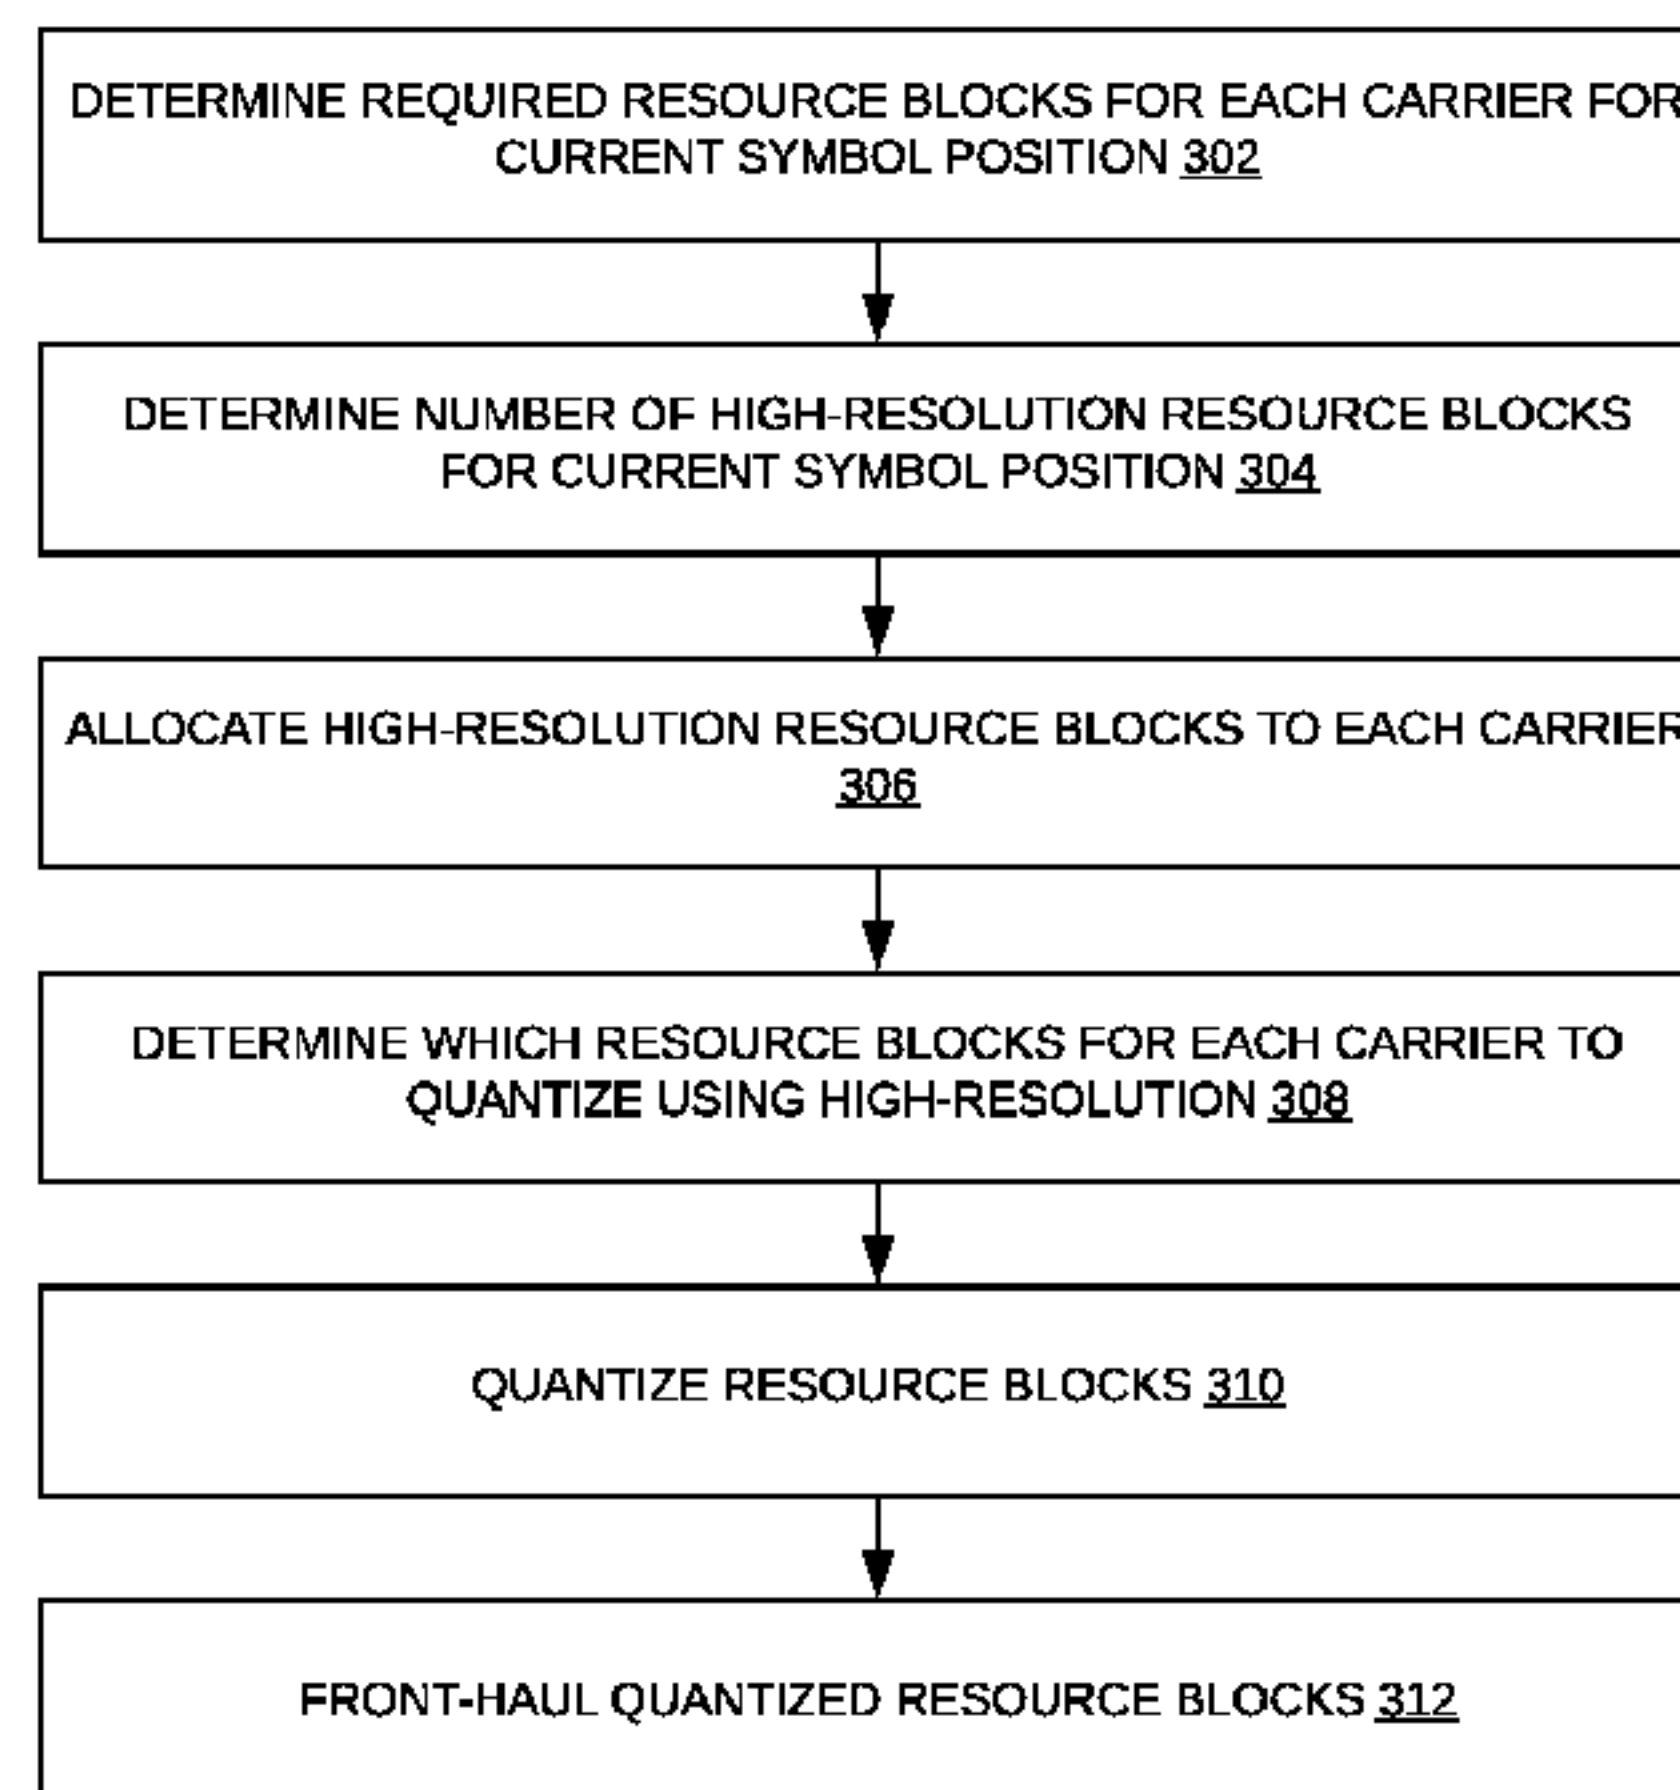 DETERMINE REQUIRED RESOURCE BLOCKS FOR EACH CARRIER FOR
CURRENT SYMBOL POSITION 302
DETERMINE NUMBER OF HIGH-RESOLUTION RESOURCE BLOCKS
FOR CURRENT SYMBOL POSITION 304
ALLOCATE HIGH-RESOLUTION RESOURCE BLOCKS TO EACH CARRIER
306
DETERMINE WHICH RESOURCE BLOCKS FOR EACH CARRIER TO
QUANTIZE USING HIGH-RESOLUTION 308
QUANTIZE RESOURCE BLOCKS 310
FRONT-HAUL QUANTIZED RESOURCE BLOCKS 312